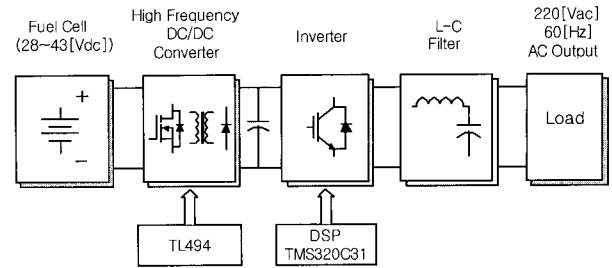 Fuel Cell
(28~43[Vdc])
High Frequency
DC/DC
Converter
Inverter
L-C
Filter
220[Vac]
60[Hz]
AC Output
+
−
Load
TL494
DSP
TMS320C31